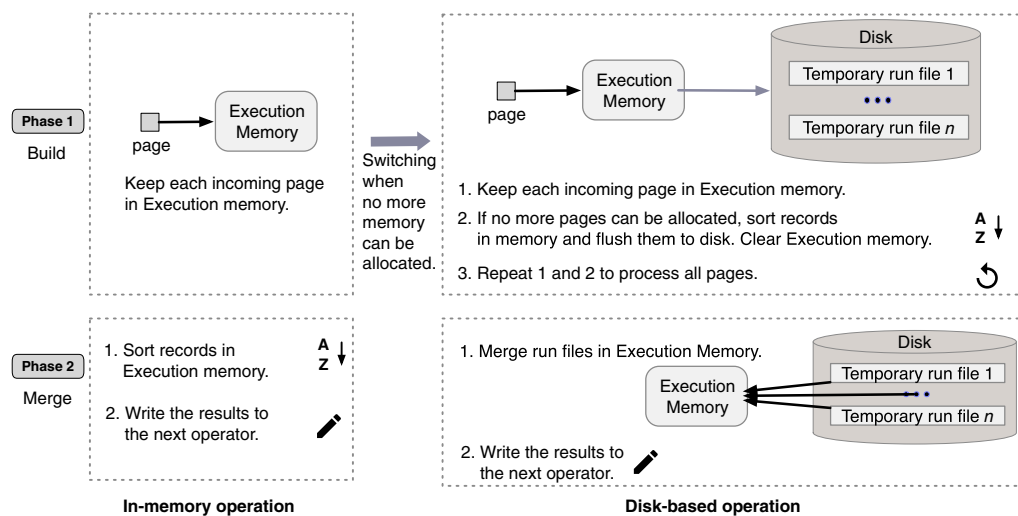 Phase 1
Build
page
Execution
Memory
Keep each incoming page
in Execution memory.
Switching
when
no more
memory
can be
allocated.
page
Execution
Memory
Disk
Temporary run file 1
Temporary run file n
1. Keep each incoming page in Execution memory.
2. If no more pages can be allocated, sort records
in memory and flush them to disk. Clear Execution memory.
A
Z
3. Repeat 1 and 2 to process all pages.
Phase 2
Merge
1. Sort records in
Execution memory.
A
Z
2. Write the results to
the next operator.
1. Merge run files in Execution Memory.
Execution
Memory
Disk
Temporary run file 1
Temporary run file n
2. Write the results to
the next operator.
In-memory operation
Disk-based operation